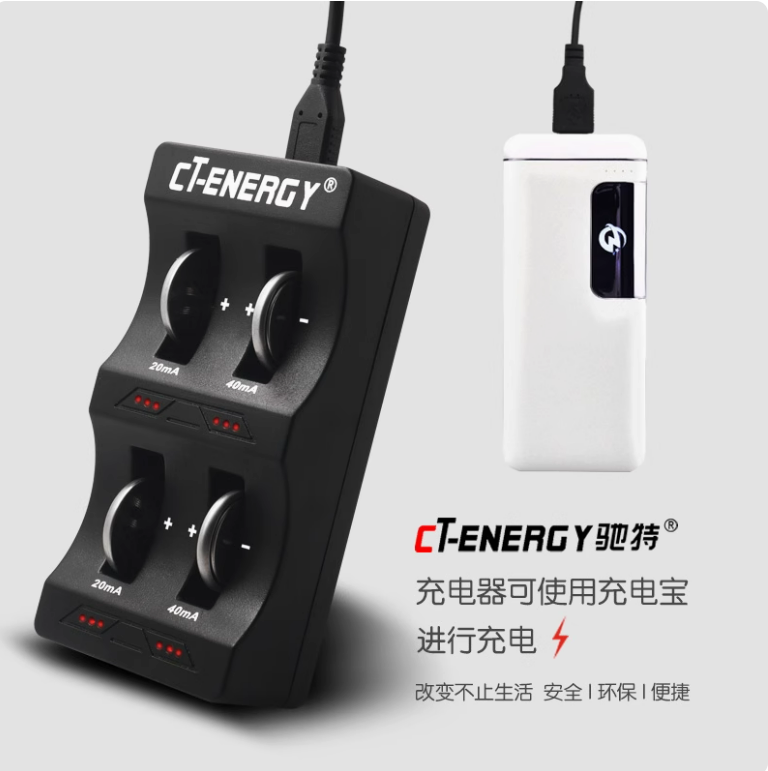 CT-ENERGY®
+ + -
20mA 40mA
+ + -
20mA 40mA
CT-ENERGY驰特®
充电器可使用充电宝
进行充电
改变不止生活 安全|环保|便捷